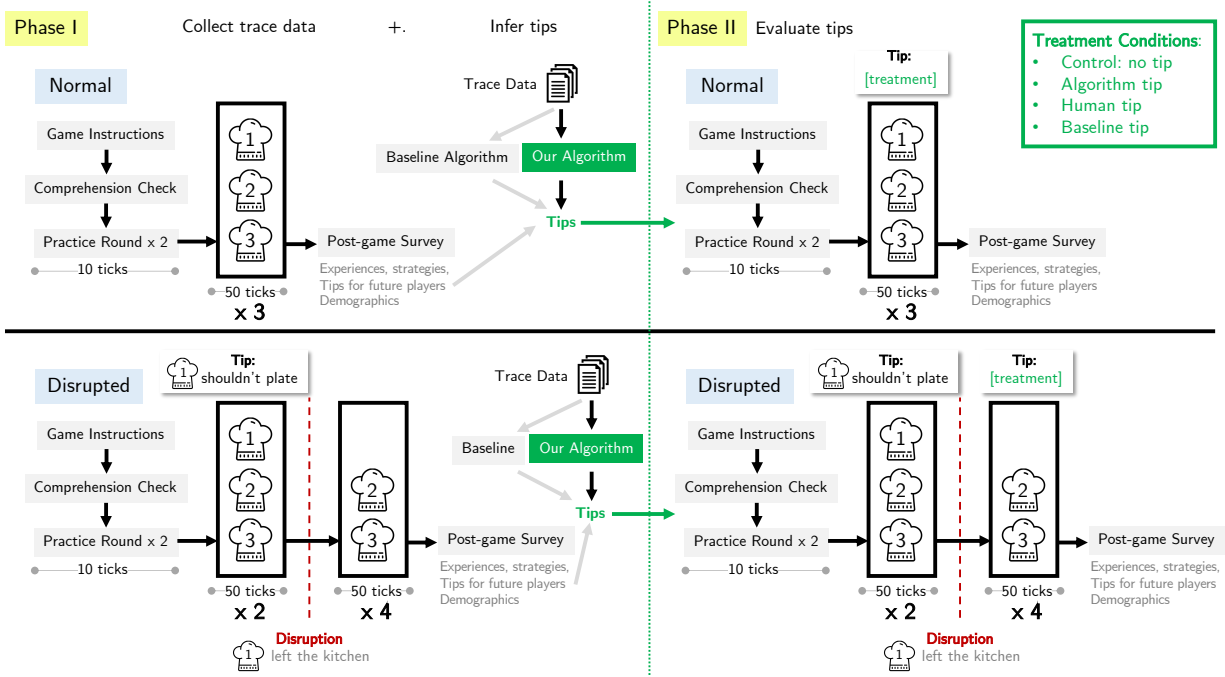 Phase I
Collect trace data
+.
Infer tips
Normal
Game Instructions
Comprehension Check
Practice Round x 2
10 ticks
1
2
3
50 ticks
x 3
Post-game Survey
Experiences, strategies,
Tips for future players
Demographics
Trace Data
Baseline Algorithm
Our Algorithm
Tips
Phase II
Evaluate tips
Normal
Game Instructions
Comprehension Check
Practice Round x 2
10 ticks
Tip:
[treatment]
1
2
3
50 ticks
x 3
Post-game Survey
Experiences, strategies,
Tips for future players
Demographics
Treatment Conditions:
• Control: no tip
• Algorithm tip
• Human tip
• Baseline tip
Disrupted
Game Instructions
Comprehension Check
Practice Round x 2
10 ticks
Tip:
1 shouldn't plate
1
2
3
50 ticks
x 2
Disruption
1 left the kitchen
2
3
50 ticks
x 4
Post-game Survey
Experiences, strategies,
Tips for future players
Demographics
Trace Data
Baseline
Our Algorithm
Tips
Disrupted
Game Instructions
Comprehension Check
Practice Round x 2
10 ticks
Tip:
1 shouldn't plate
1
2
3
50 ticks
x 2
Disruption
1 left the kitchen
Tip:
[treatment]
2
3
50 ticks
x 4
Post-game Survey
Experiences, strategies,
Tips for future players
Demographics